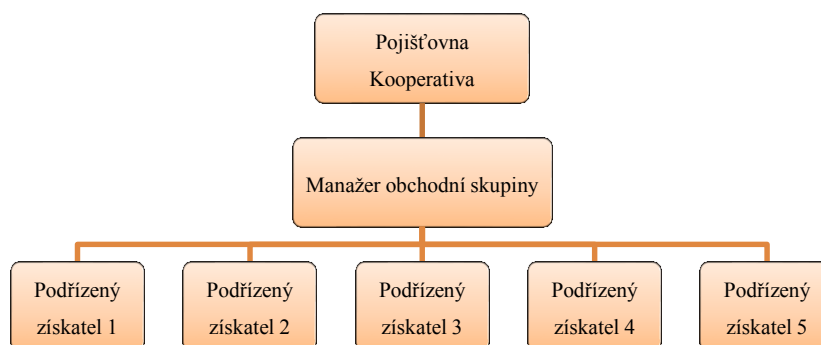 Pojišťovna
Kooperativa
Manažer obchodní skupiny
Podřízený
získatel 1
Podřízený
získatel 2
Podřízený
získatel 3
Podřízený
získatel 4
Podřízený
získatel 5